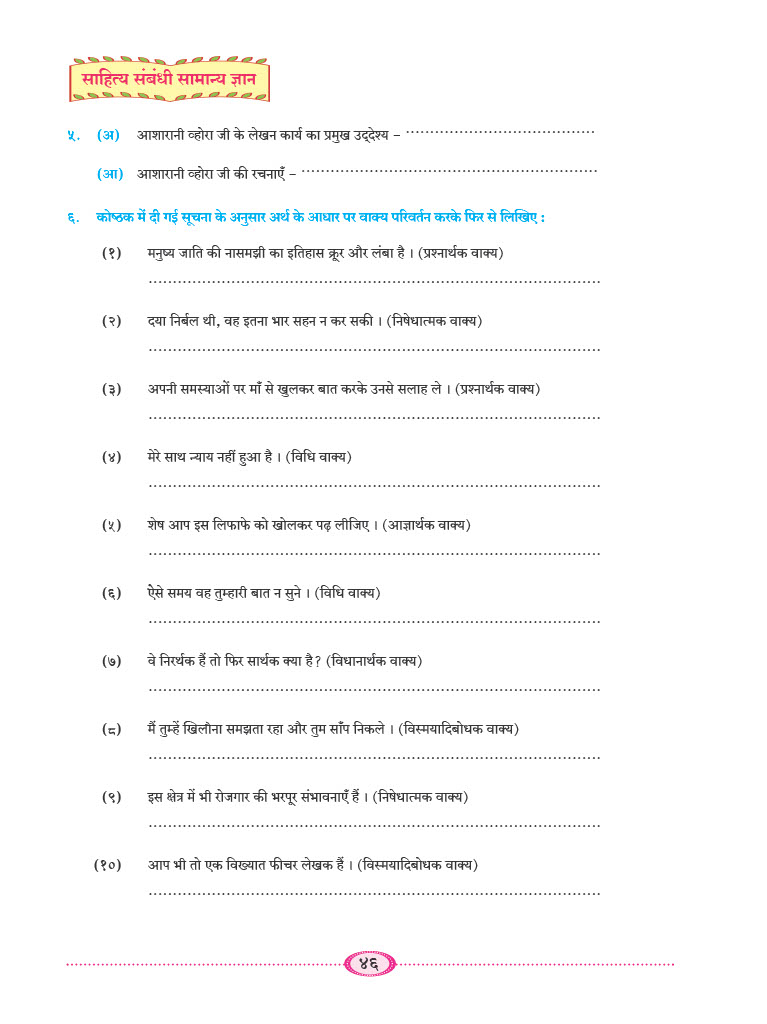 साहित्य संबंधी सामान्य ज्ञान
५. (अ) आशारानी व्होरा जी के लेखन कार्य का प्रमुख उद्‌देश्य – ......................................
(आ) आशारानी व्होरा जी की रचनाएँ – ............................................................
६. कोष्ठक में दी गई सूचना के अनुसार अर्थ के आधार पर वाक्य परिवर्तन करके फिर से लिखिए :
(१) मनुष्य जाति की नासमझी का इतिहास क्रूर और लंबा है । (प्रश्नार्थक वाक्य)
............................................................................................
(२) दया निर्बल थी, वह इतना भार सहन न कर सकी । (निषेधात्मक वाक्य)
............................................................................................
(३) अपनी समस्याओं पर माँ से खुलकर बात करके उनसे सलाह ले । (प्रश्नार्थक वाक्य)
............................................................................................
(४) मेरे साथ न्याय नहीं हुआ है । (विधि वाक्य)
............................................................................................
(५) शेष आप इस लिफाफे को खोलकर पढ़ लीजिए । (आज्ञार्थक वाक्य)
............................................................................................
(६) ऐसे समय वह तुम्हारी बात न सुने । (विधि वाक्य)
............................................................................................
(७) वे निरर्थक हैं तो फिर सार्थक क्या है? (विधानार्थक वाक्य)
............................................................................................
(८) मैं तुम्हें खिलौना समझता रहा और तुम साँप निकले । (विस्मयादिबोधक वाक्य)
............................................................................................
(९) इस क्षेत्र में भी रोजगार की भरपूर संभावनाएँ हैं । (निषेधात्मक वाक्य)
............................................................................................
(१०) आप भी तो एक विख्यात फीचर लेखक हैं । (विस्मयादिबोधक वाक्य)
............................................................................................
४६